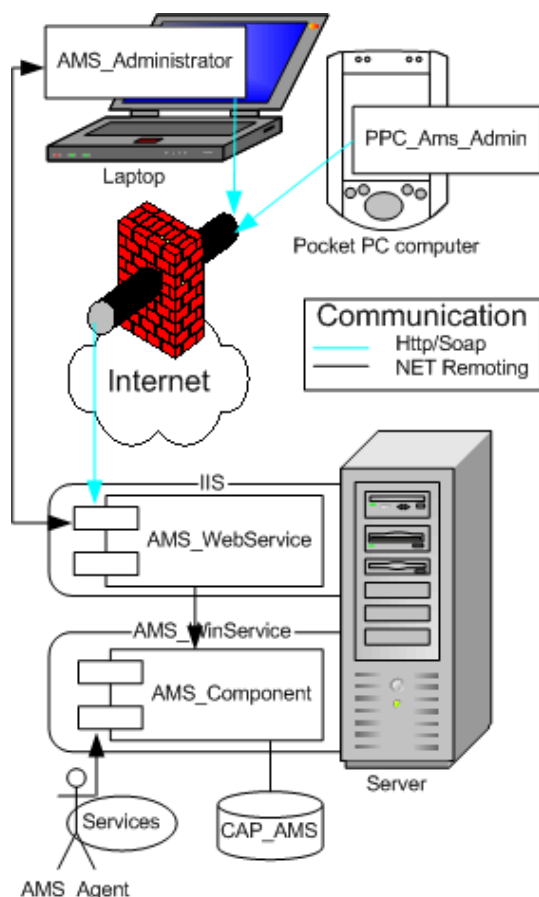 AMS_Administrator
PPC_Ams_Admin
Laptop
Pocket PC computer
Communication
Http/Soap
NET Remoting
Internet
IIS
AMS_WebService
AMS_WinService
AMS_Component
Server
Services
CAP_AMS
AMS_Agent